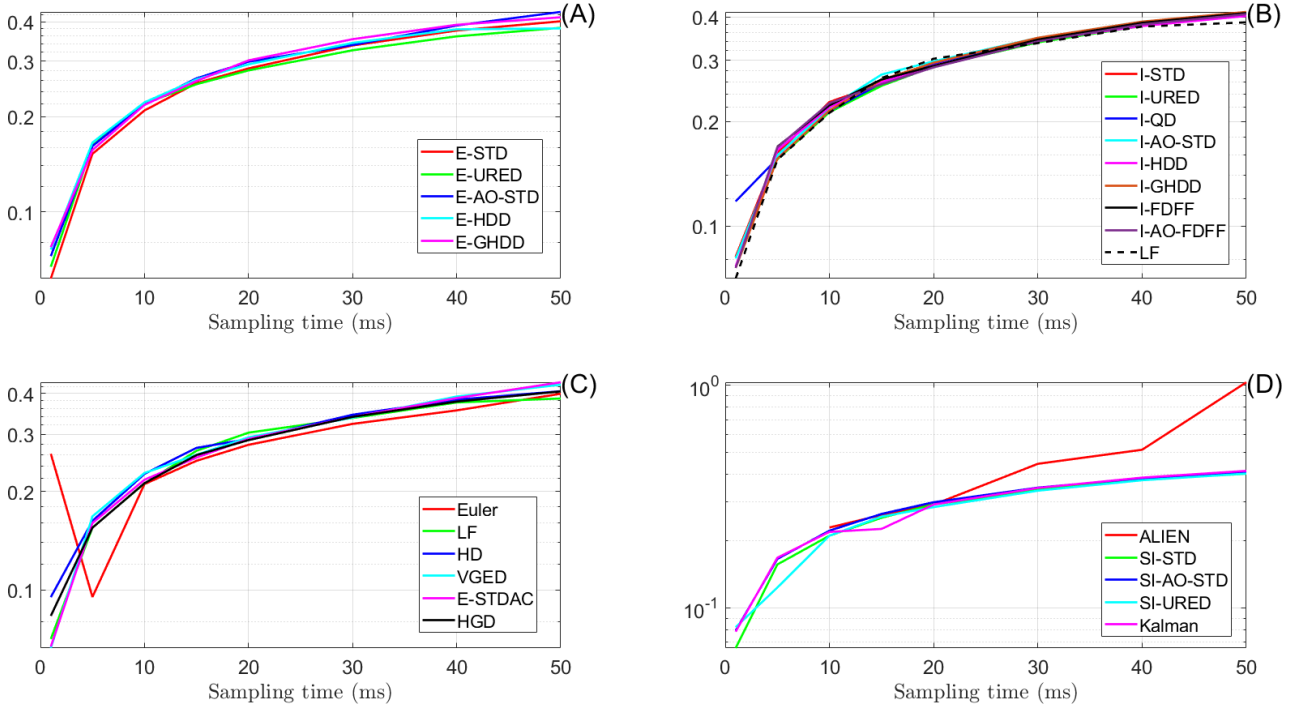 (A)
0.4
0.3
0.2
0.1
E-STD
E-URED
E-AO-STD
E-HDD
E-GHDD
0 10 20 30 40 50
Sampling time (ms)
(B)
0.4
0.3
0.2
0.1
I-STD
I-URED
I-QD
I-AO-STD
I-HDD
I-GHDD
I-FDFF
I-AO-FDFF
LF
0 10 20 30 40 50
Sampling time (ms)
(C)
0.4
0.3
0.2
0.1
Euler
LF
HD
VGED
E-STDAC
HGD
0 10 20 30 40 50
Sampling time (ms)
(D)
10^0
10^-1
ALIEN
SI-STD
SI-AO-STD
SI-URED
Kalman
0 10 20 30 40 50
Sampling time (ms)